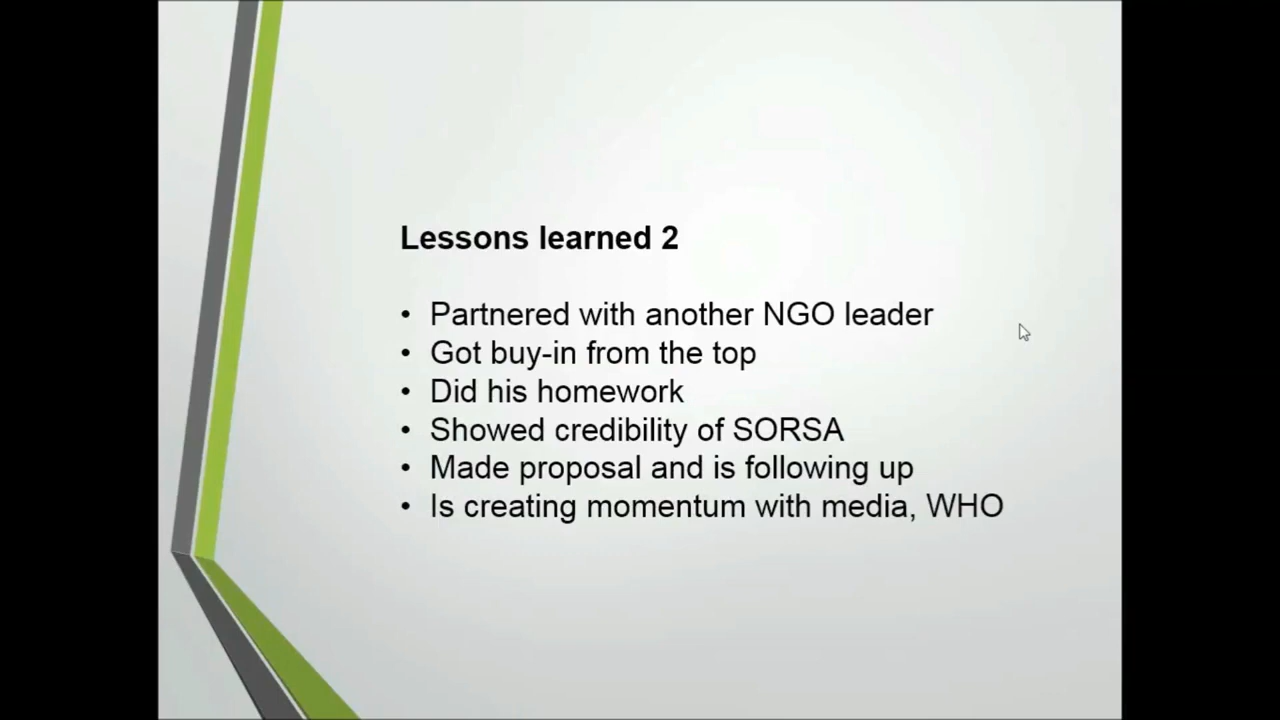 Lessons learned 2
• Partnered with another NGO leader
• Got buy-in from the top
• Did his homework
• Showed credibility of SORSA
• Made proposal and is following up
• Is creating momentum with media, WHO